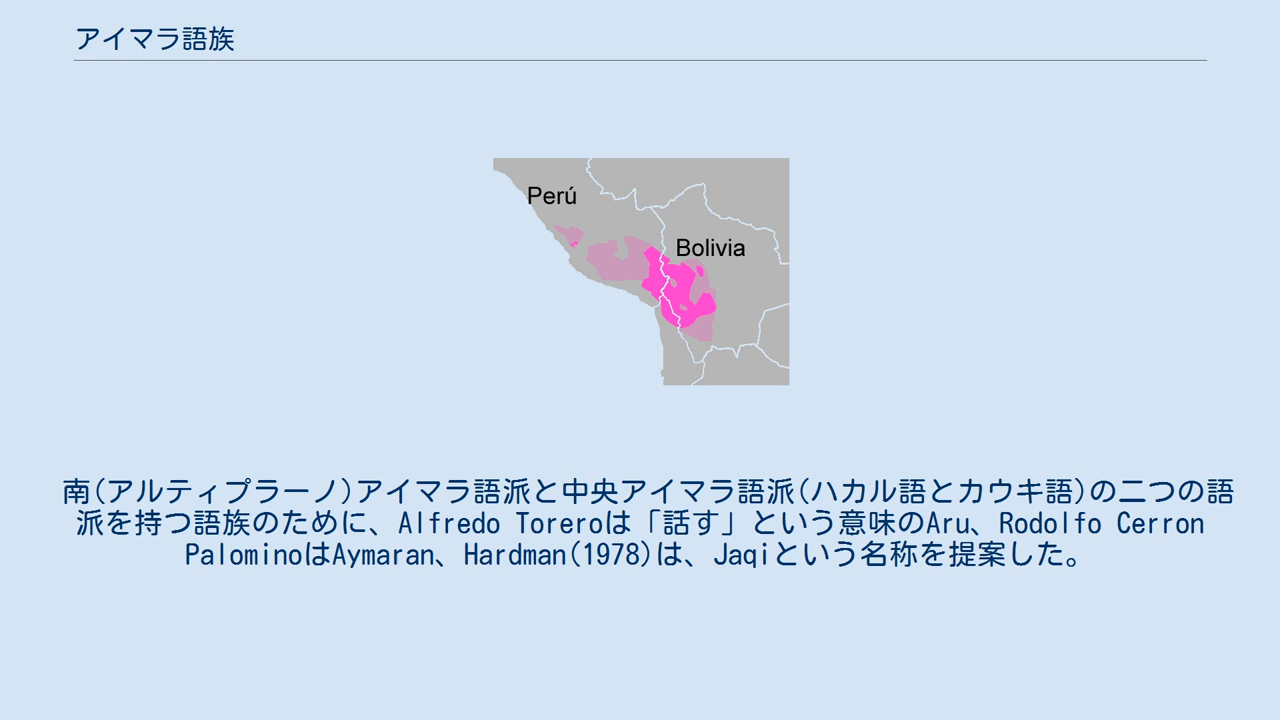 アイマラ語族
Perú
Bolivia
南(アルティプラーノ)アイマラ語派と中央アイマラ語派(ハカル語とカウキ語)の二つの語
派を持つ語族のために、Alfredo Toreroは「話す」という意味のAru、Rodolfo Cerron
PalominoはAymaran、Hardman(1978)は、Jaqiという名称を提案した。